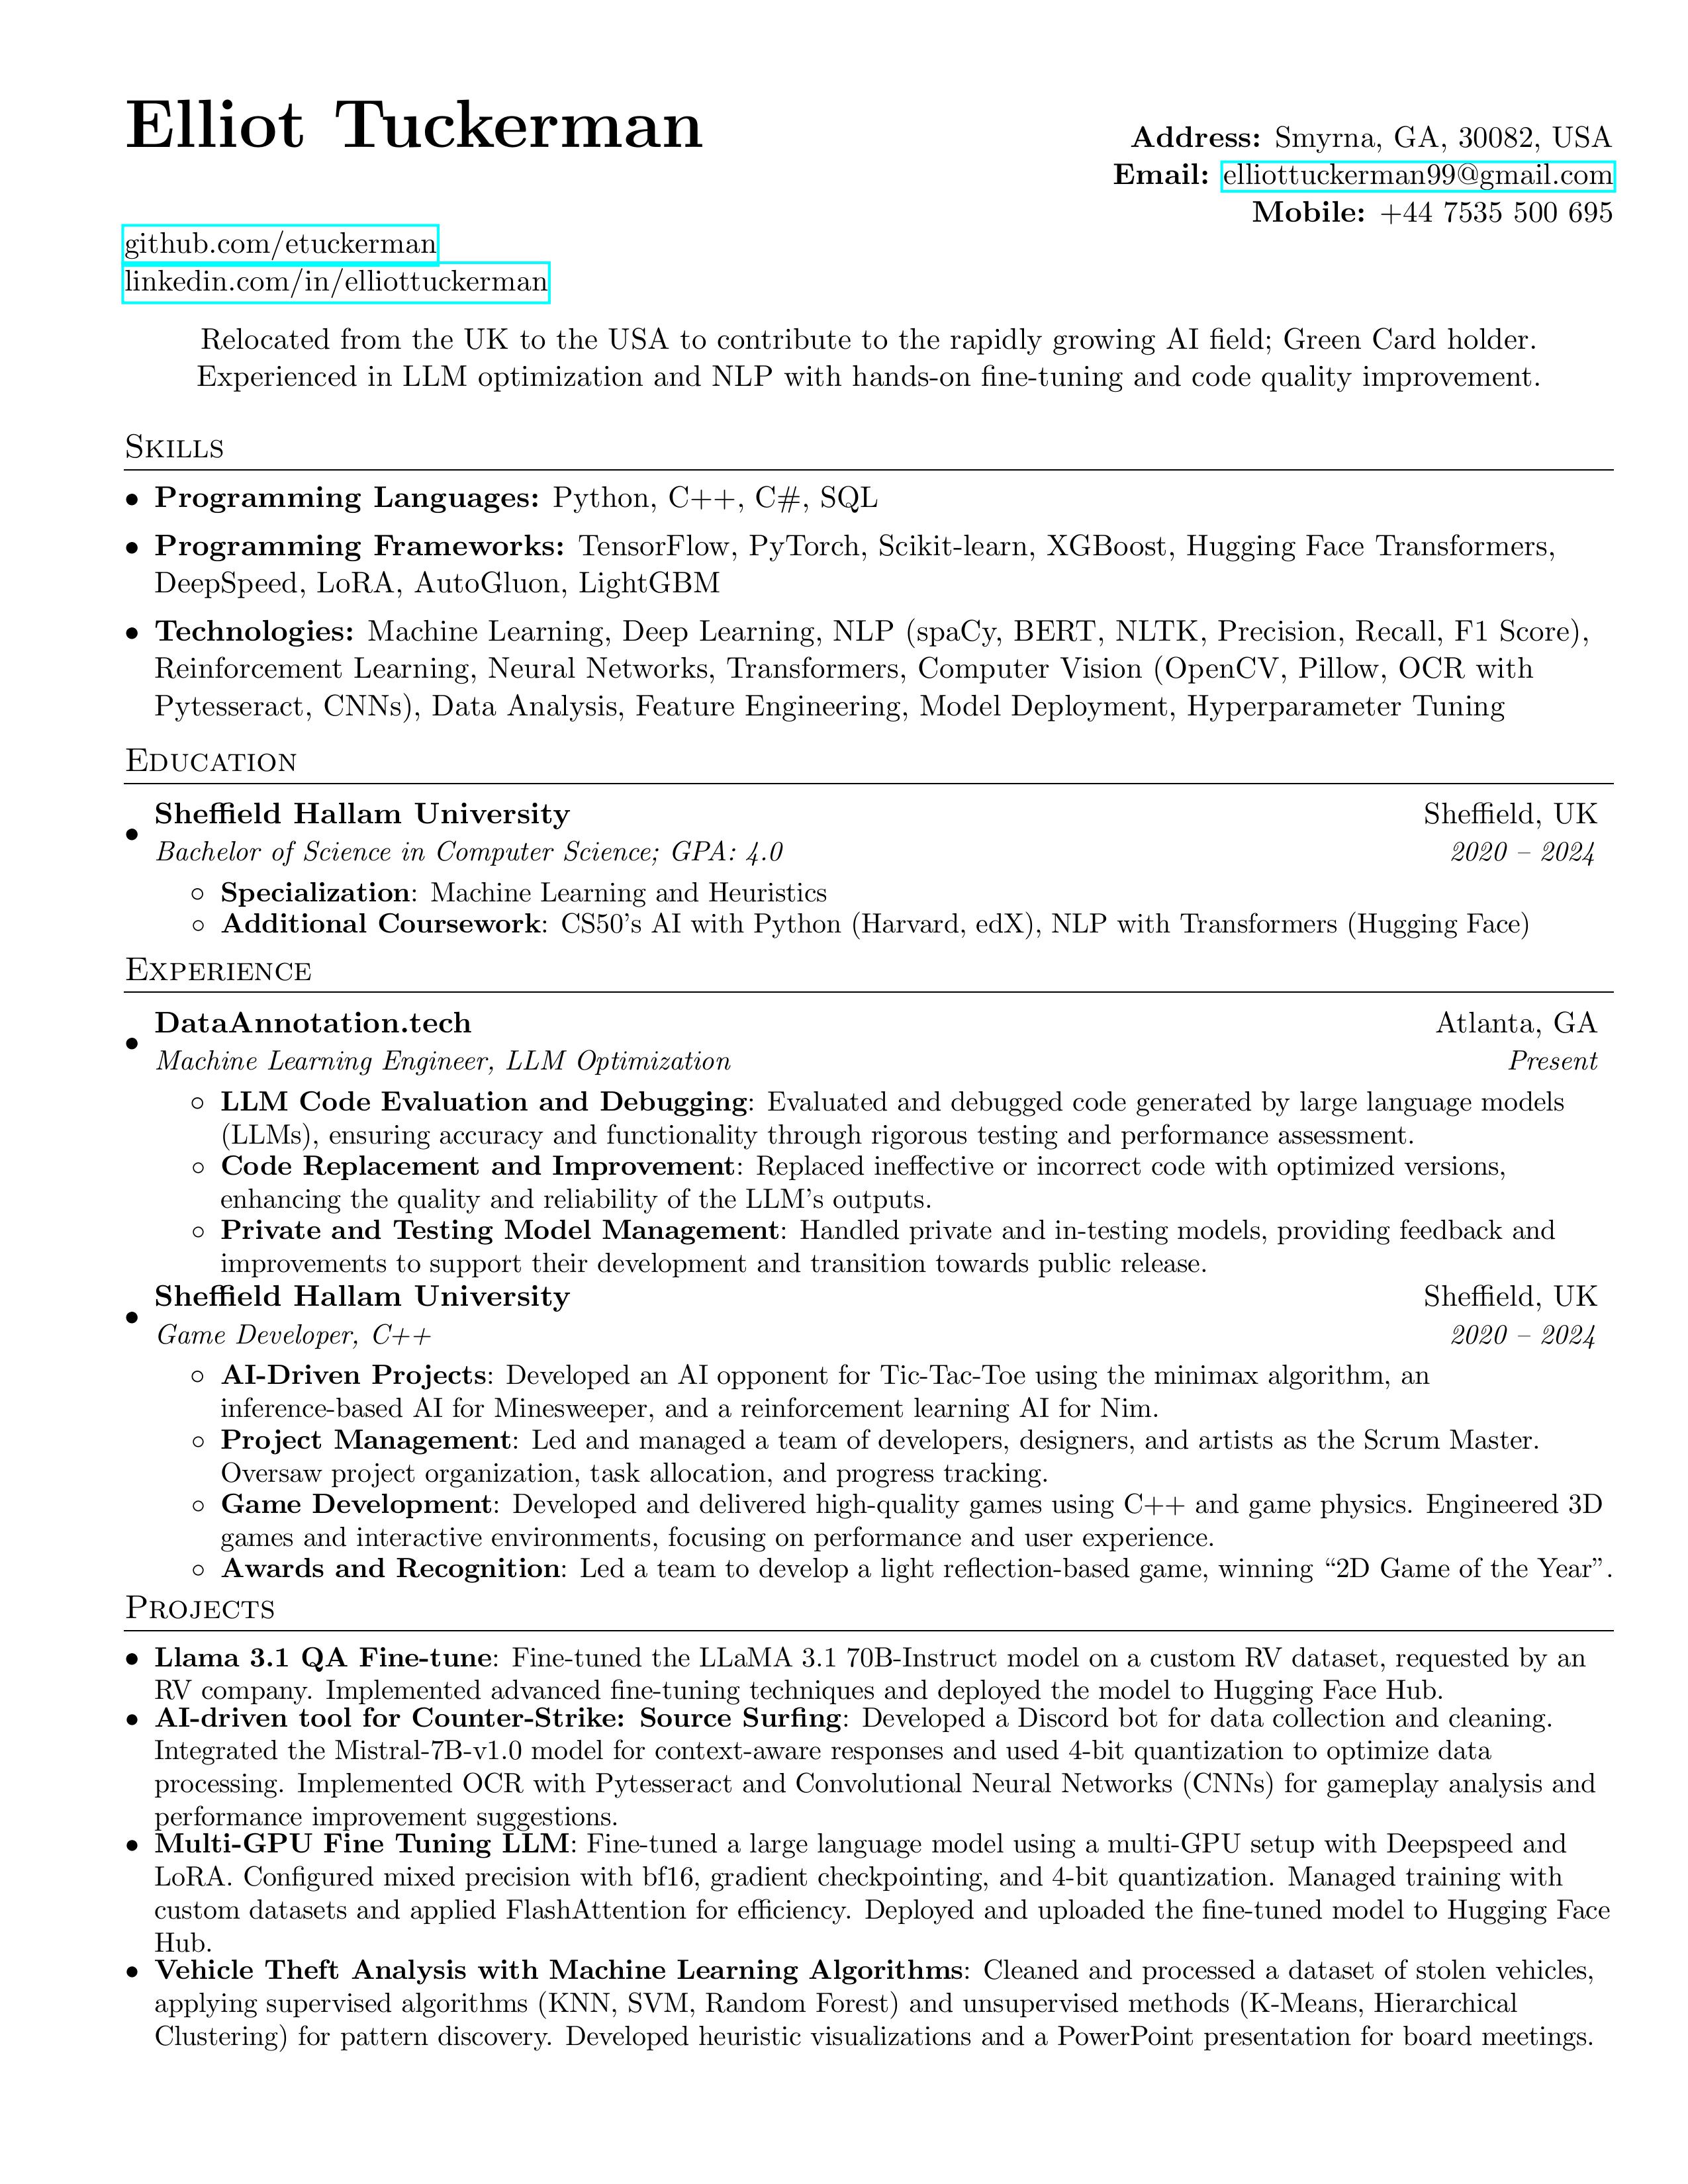 Elliot Tuckerman
Address: Smyrna, GA, 30082, USA
Email: elliottuckerman99@gmail.com
Mobile: +44 7535 500 695
github.com/etuckerman
linkedin.com/in/elliottuckerman
Relocated from the UK to the USA to contribute to the rapidly growing AI field; Green Card holder.
Experienced in LLM optimization and NLP with hands-on fine-tuning and code quality improvement.
Skills
• Programming Languages: Python, C++, C#, SQL
• Programming Frameworks: TensorFlow, PyTorch, Scikit-learn, XGBoost, Hugging Face Transformers,
DeepSpeed, LoRA, AutoGluon, LightGBM
• Technologies: Machine Learning, Deep Learning, NLP (spaCy, BERT, NLTK, Precision, Recall, F1 Score),
Reinforcement Learning, Neural Networks, Transformers, Computer Vision (OpenCV, Pillow, OCR with
Pytesseract, CNNs), Data Analysis, Feature Engineering, Model Deployment, Hyperparameter Tuning
Education
• Sheffield Hallam University Sheffield, UK
Bachelor of Science in Computer Science; GPA: 4.0 2020 – 2024
◦ Specialization: Machine Learning and Heuristics
◦ Additional Coursework: CS50's AI with Python (Harvard, edX), NLP with Transformers (Hugging Face)
Experience
• DataAnnotation.tech Atlanta, GA
Machine Learning Engineer, LLM Optimization Present
◦ LLM Code Evaluation and Debugging: Evaluated and debugged code generated by large language models
(LLMs), ensuring accuracy and functionality through rigorous testing and performance assessment.
◦ Code Replacement and Improvement: Replaced ineffective or incorrect code with optimized versions,
enhancing the quality and reliability of the LLM's outputs.
◦ Private and Testing Model Management: Handled private and in-testing models, providing feedback and
improvements to support their development and transition towards public release.
• Sheffield Hallam University Sheffield, UK
Game Developer, C++ 2020 – 2024
◦ AI-Driven Projects: Developed an AI opponent for Tic-Tac-Toe using the minimax algorithm, an
inference-based AI for Minesweeper, and a reinforcement learning AI for Nim.
◦ Project Management: Led and managed a team of developers, designers, and artists as the Scrum Master.
Oversaw project organization, task allocation, and progress tracking.
◦ Game Development: Developed and delivered high-quality games using C++ and game physics. Engineered 3D
games and interactive environments, focusing on performance and user experience.
◦ Awards and Recognition: Led a team to develop a light reflection-based game, winning “2D Game of the Year”.
Projects
• Llama 3.1 QA Fine-tune: Fine-tuned the LLaMA 3.1 70B-Instruct model on a custom RV dataset, requested by an
RV company. Implemented advanced fine-tuning techniques and deployed the model to Hugging Face Hub.
• AI-driven tool for Counter-Strike: Source Surfing: Developed a Discord bot for data collection and cleaning.
Integrated the Mistral-7B-v1.0 model for context-aware responses and used 4-bit quantization to optimize data
processing. Implemented OCR with Pytesseract and Convolutional Neural Networks (CNNs) for gameplay analysis and
performance improvement suggestions.
• Multi-GPU Fine Tuning LLM: Fine-tuned a large language model using a multi-GPU setup with Deepspeed and
LoRA. Configured mixed precision with bf16, gradient checkpointing, and 4-bit quantization. Managed training with
custom datasets and applied FlashAttention for efficiency. Deployed and uploaded the fine-tuned model to Hugging Face
Hub.
• Vehicle Theft Analysis with Machine Learning Algorithms: Cleaned and processed a dataset of stolen vehicles,
applying supervised algorithms (KNN, SVM, Random Forest) and unsupervised methods (K-Means, Hierarchical
Clustering) for pattern discovery. Developed heuristic visualizations and a PowerPoint presentation for board meetings.